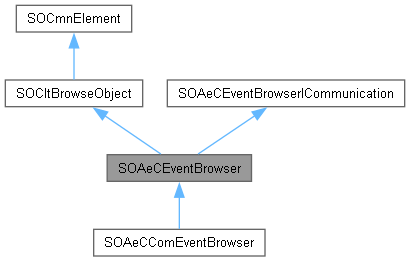 SOCmnElement
SOCltBrowseObject
SOAeCEventBrowserICommunication
SOAeCEventBrowser
SOAeCComEventBrowser